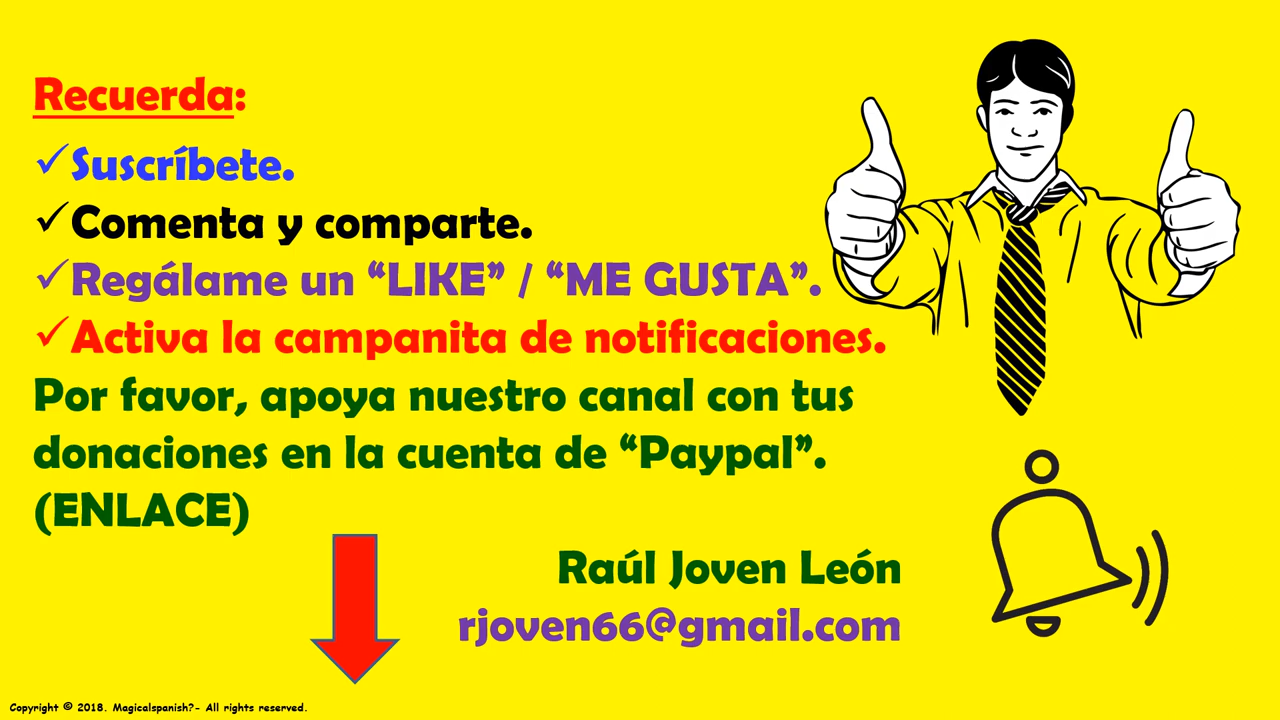 Recuerda:
✓Suscríbete.
✓Comenta y comparte.
✓Regálame un “LIKE” / “ME GUSTA”.
✓Activa la campanita de notificaciones.
Por favor, apoya nuestro canal con tus
donaciones en la cuenta de “Paypal”.
(ENLACE)
Raúl Joven León
rjoven66@gmail.com
Copyright © 2018. Magicalspanish?- All rights reserved.